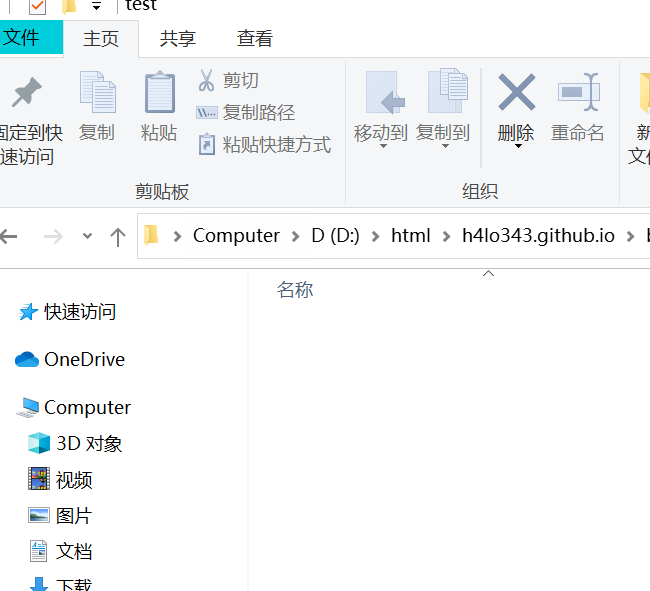 test
文件 主页 共享 查看
剪切
复制路径
粘贴快捷方式
固定到快
速访问
复制 粘贴 移动到 复制到 删除 重命名
新
文件
剪贴板 组织
Computer D (D:) html h4lo343.github.io
名称
快速访问
OneDrive
Computer
3D 对象
视频
图片
文档
下载